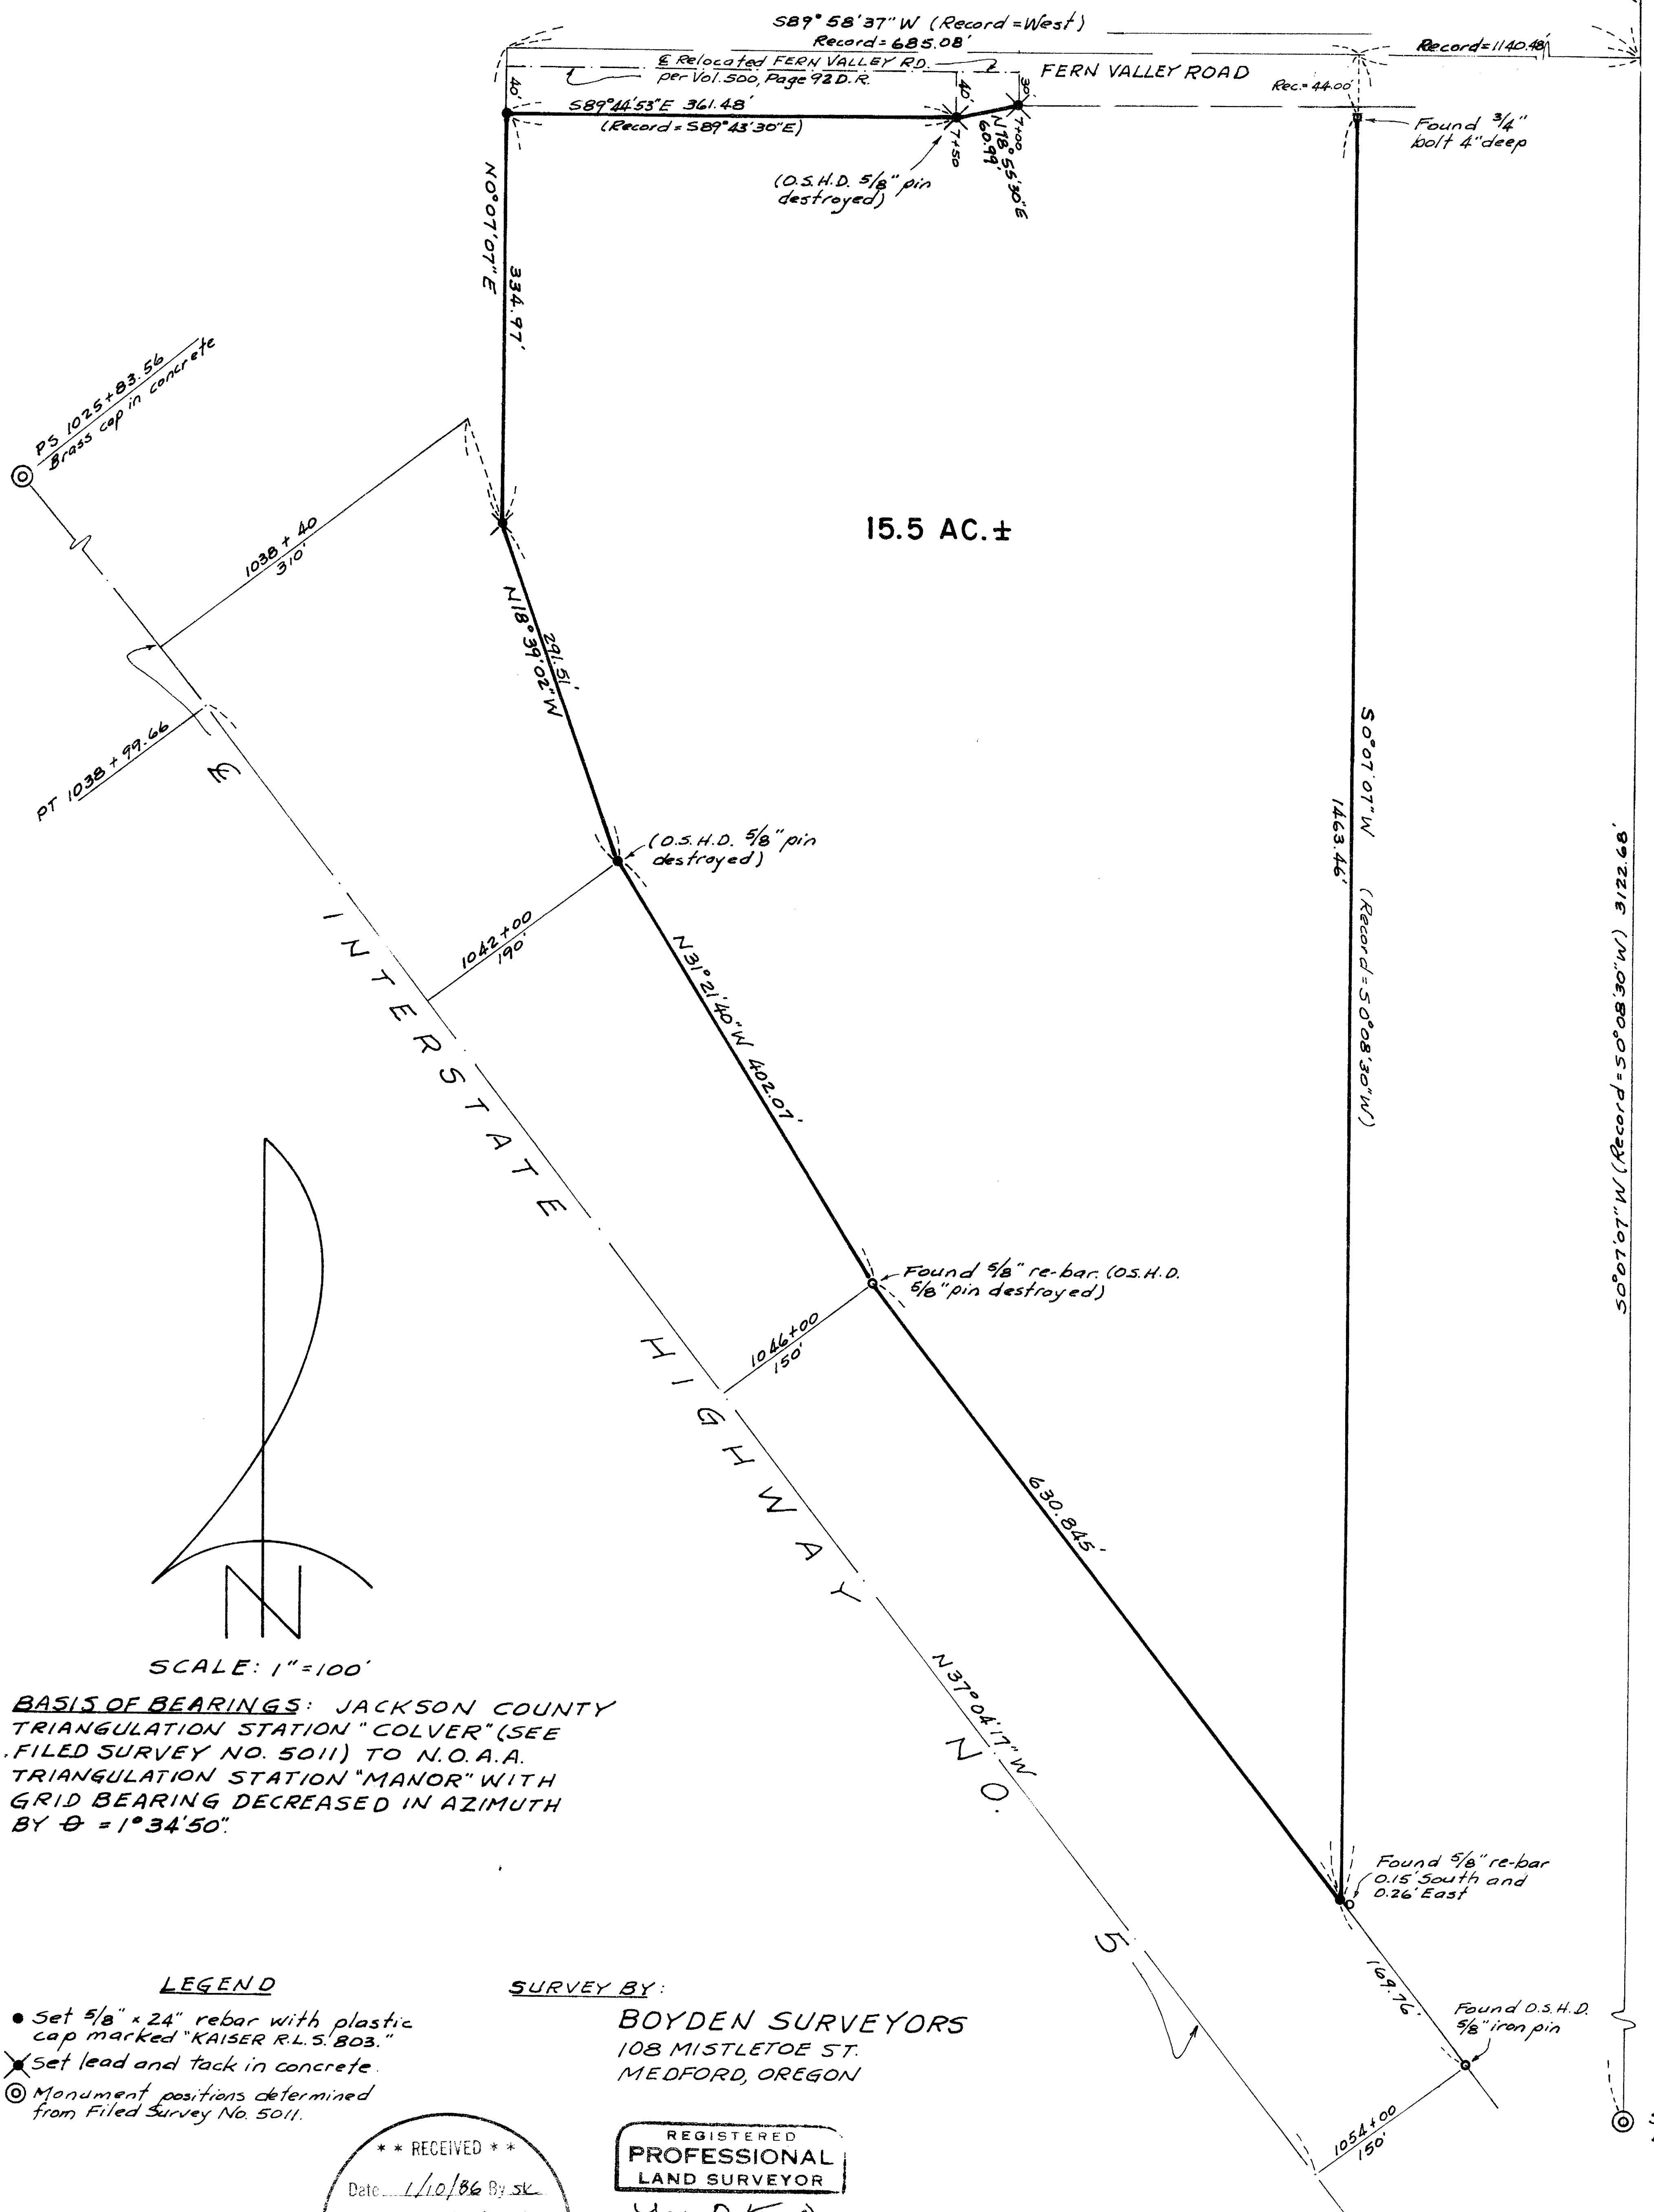 S89°58'37"W (Record=West)
Record=685.08'
Record=1140.48'
℄ Relocated FERN VALLEY RD.
per Vol. 500, Page 92 D.R.
FERN VALLEY ROAD
Rec.= 44.00'
40'
40'
30'
S89°44'53"E 361.48'
(Record = S89°43'30"E)
7+50
7+00
N78°55'30"E
60.99'
Found 3/4"
bolt 4" deep
(O.S.H.D. 5/8" pin
destroyed)
N0°07'07"E
334.97'
PS 1025+83.56
Brass cap in concrete
1038 + 40
310'
15.5 AC.±
N18°39'02"W
291.51'
PT 1038 + 99.66
℄
S0°07'07"W (Record = S0°08'30"W)
1463.46'
S0°07'07"W (Record = S0°08'30"W) 3122.68'
(O.S.H.D. 5/8" pin
destroyed)
1042+00
190'
N31°21'40"W 402.07'
INTERSTATE HIGHWAY NO. 5
Found 5/8" re-bar. (O.S.H.D.
5/8" pin destroyed)
1046+00
150'
630.845'
N37°04'17"W
N
SCALE: 1"=100'
BASIS OF BEARINGS: JACKSON COUNTY
TRIANGULATION STATION "COLVER" (SEE
FILED SURVEY NO. 5011) TO N.O.A.A.
TRIANGULATION STATION "MANOR" WITH
GRID BEARING DECREASED IN AZIMUTH
BY θ = 1°34'50".
Found 5/8" re-bar
0.15' South and
0.26' East
169.76'
Found O.S.H.D.
5/8" iron pin
1054+00
150'
LEGEND
Set 5/8" x 24" rebar with plastic
cap marked "KAISER R.L.S. 803."
Set lead and tack in concrete.
Monument positions determined
from Filed Survey No. 5011.
SURVEY BY:
BOYDEN SURVEYORS
108 MISTLETOE ST.
MEDFORD, OREGON
* * RECEIVED * *
Date 1/10/86 By SK
REGISTERED
PROFESSIONAL
LAND SURVEYOR